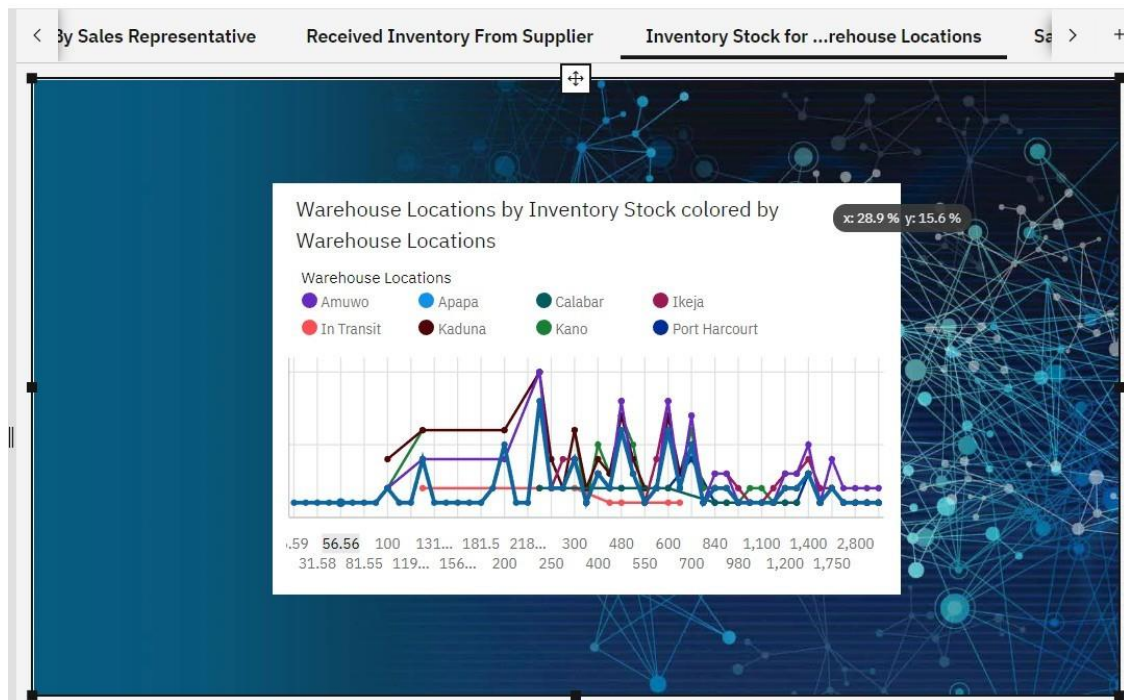 By Sales Representative
Received Inventory From Supplier
Inventory Stock for ...rehouse Locations
Sa
+
Warehouse Locations by Inventory Stock colored by
Warehouse Locations
x: 28.9 % y: 15.6 %
Warehouse Locations
Amuwo
Apapa
Calabar
Ikeja
In Transit
Kaduna
Kano
Port Harcourt
.59 56.56 100 131... 181.5 218... 300 480 600 840 1,100 1,400 2,800
31.58 81.55 119... 156... 200 250 400 550 700 980 1,200 1,750